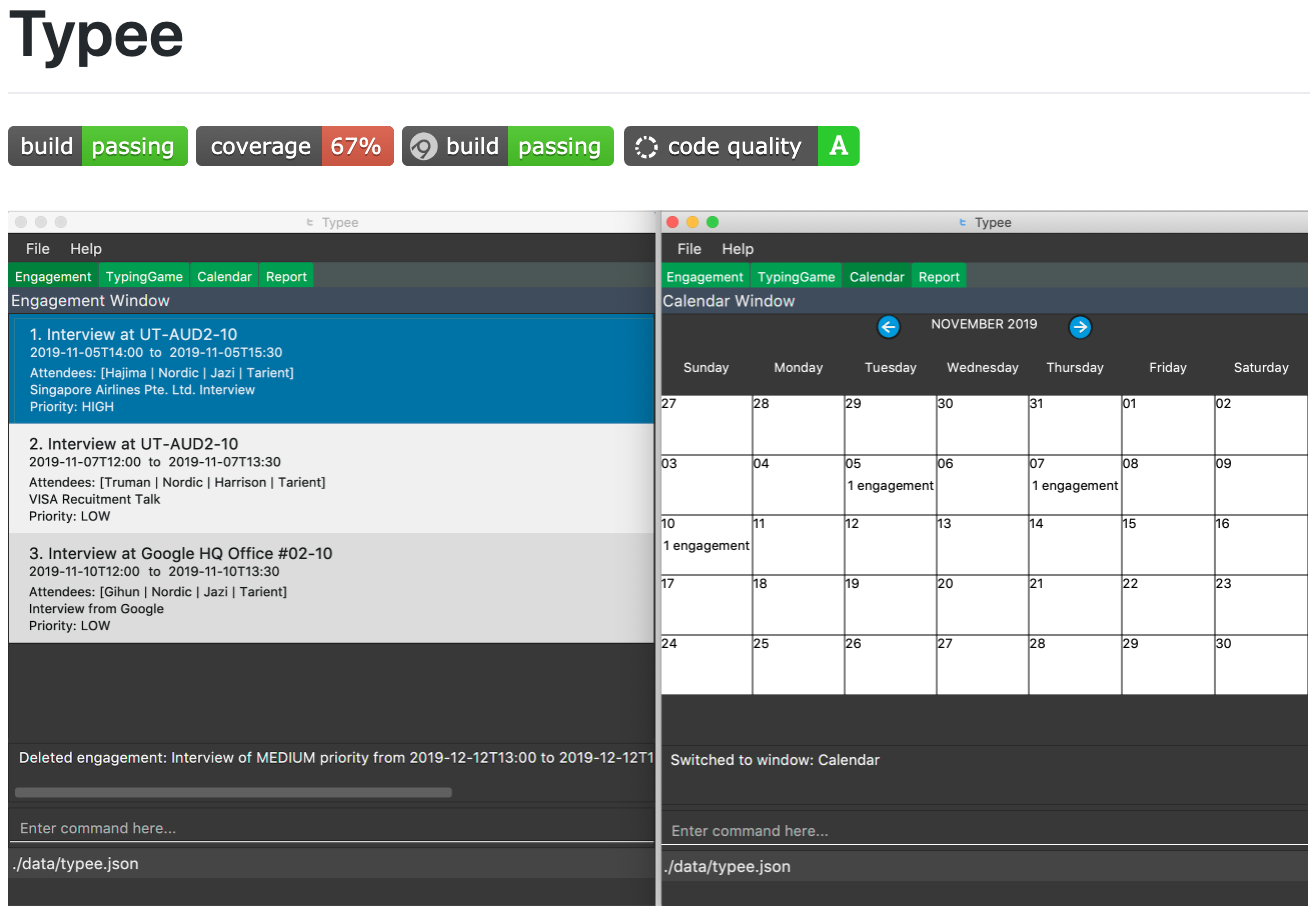 Typee
build passing coverage 67% build passing code quality A
Typee
File Help
Engagement TypingGame Calendar Report
Engagement Window
1. Interview at UT-AUD2-10
2019-11-05T14:00 to 2019-11-05T15:30
Attendees: [Hajima | Nordic | Jazi | Tarient]
Singapore Airlines Pte. Ltd. Interview
Priority: HIGH
2. Interview at UT-AUD2-10
2019-11-07T12:00 to 2019-11-07T13:30
Attendees: [Truman | Nordic | Harrison | Tarient]
VISA Recuitment Talk
Priority: LOW
3. Interview at Google HQ Office #02-10
2019-11-10T12:00 to 2019-11-10T13:30
Attendees: [Gihun | Nordic | Jazi | Tarient]
Interview from Google
Priority: LOW
Deleted engagement: Interview of MEDIUM priority from 2019-12-12T13:00 to 2019-12-12T1
Enter command here...
./data/typee.json
Typee
File Help
Engagement TypingGame Calendar Report
Calendar Window
NOVEMBER 2019
Sunday Monday Tuesday Wednesday Thursday Friday Saturday
27 28 29 30 31 01 02
03 04 05 06 07 08 09
1 engagement 1 engagement
10 11 12 13 14 15 16
1 engagement
17 18 19 20 21 22 23
24 25 26 27 28 29 30
Switched to window: Calendar
Enter command here...
./data/typee.json